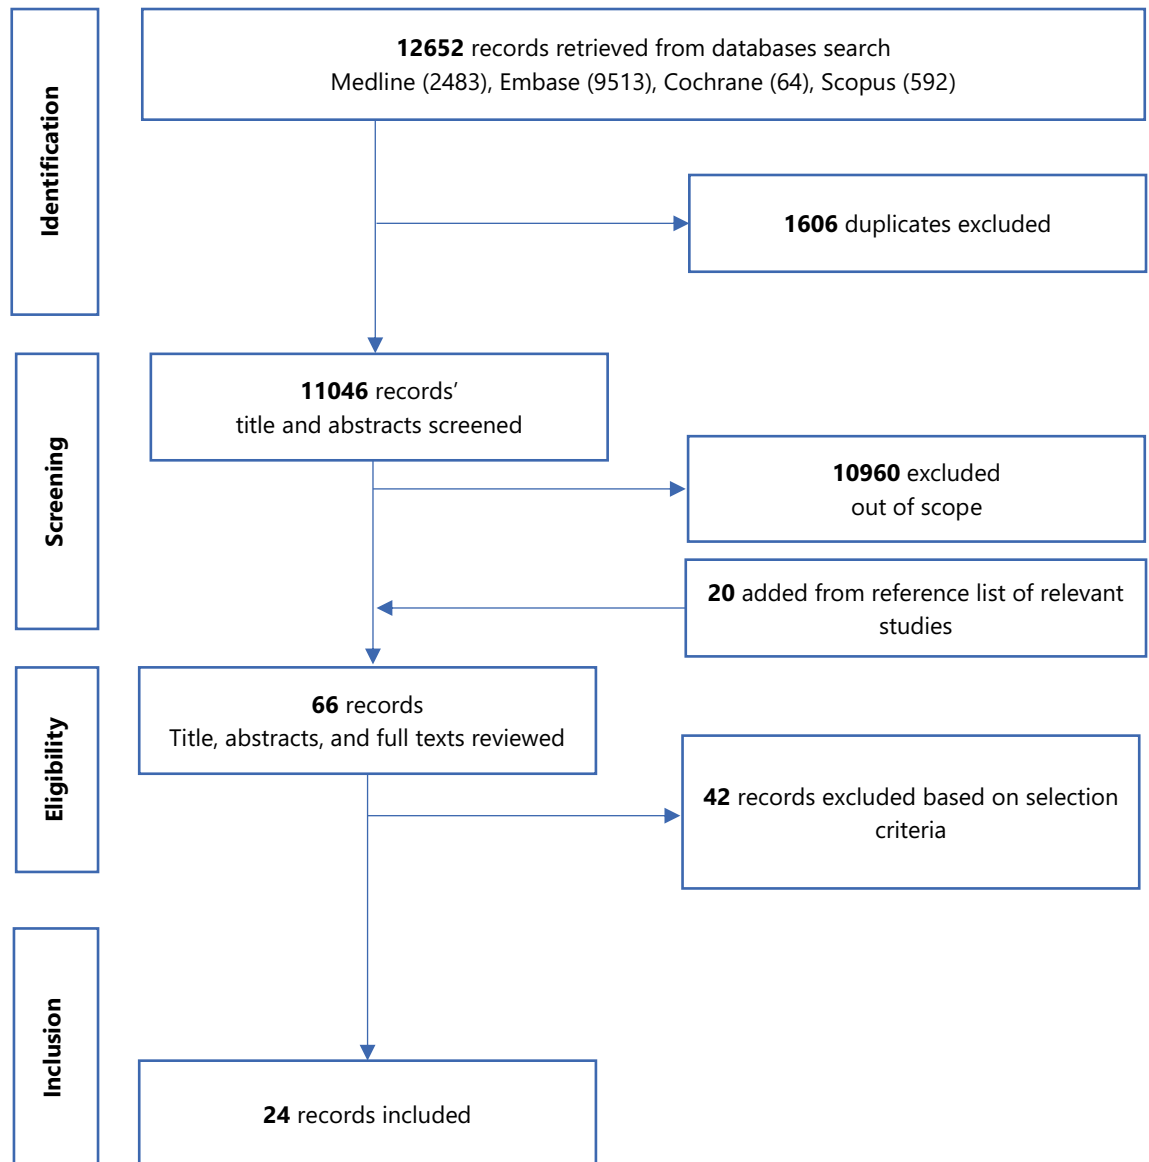 Identification
12652 records retrieved from databases search
Medline (2483), Embase (9513), Cochrane (64), Scopus (592)
1606 duplicates excluded
Screening
11046 records’
title and abstracts screened
10960 excluded
out of scope
20 added from reference list of relevant
studies
Eligibility
66 records
Title, abstracts, and full texts reviewed
42 records excluded based on selection
criteria
Inclusion
24 records included